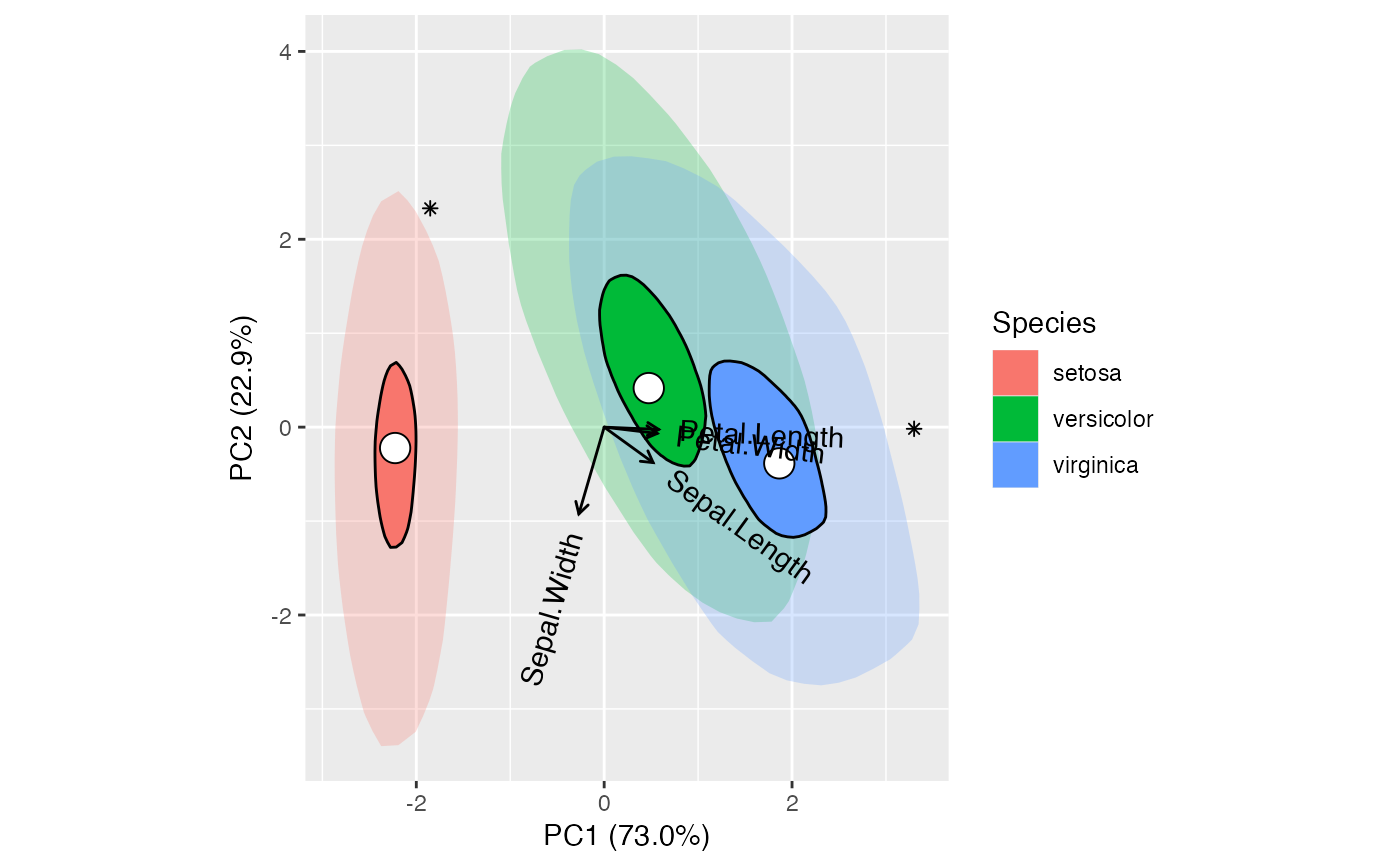 4
2
0
-2
PC2 (22.9%)
Petal.Length
Petal.Width
Sepal.Length
Sepal.Width
-2
0
2
PC1 (73.0%)
Species
setosa
versicolor
virginica